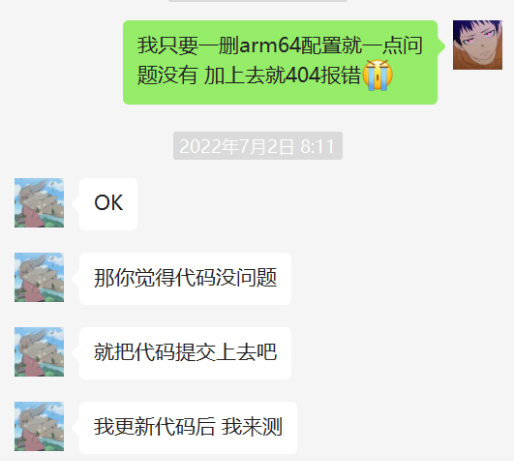 我只要一删arm64配置就一点问
题没有 加上去就404报错😭
2022年7月2日 8:11
OK
那你觉得代码没问题
就把代码提交上去吧
我更新代码后 我来测